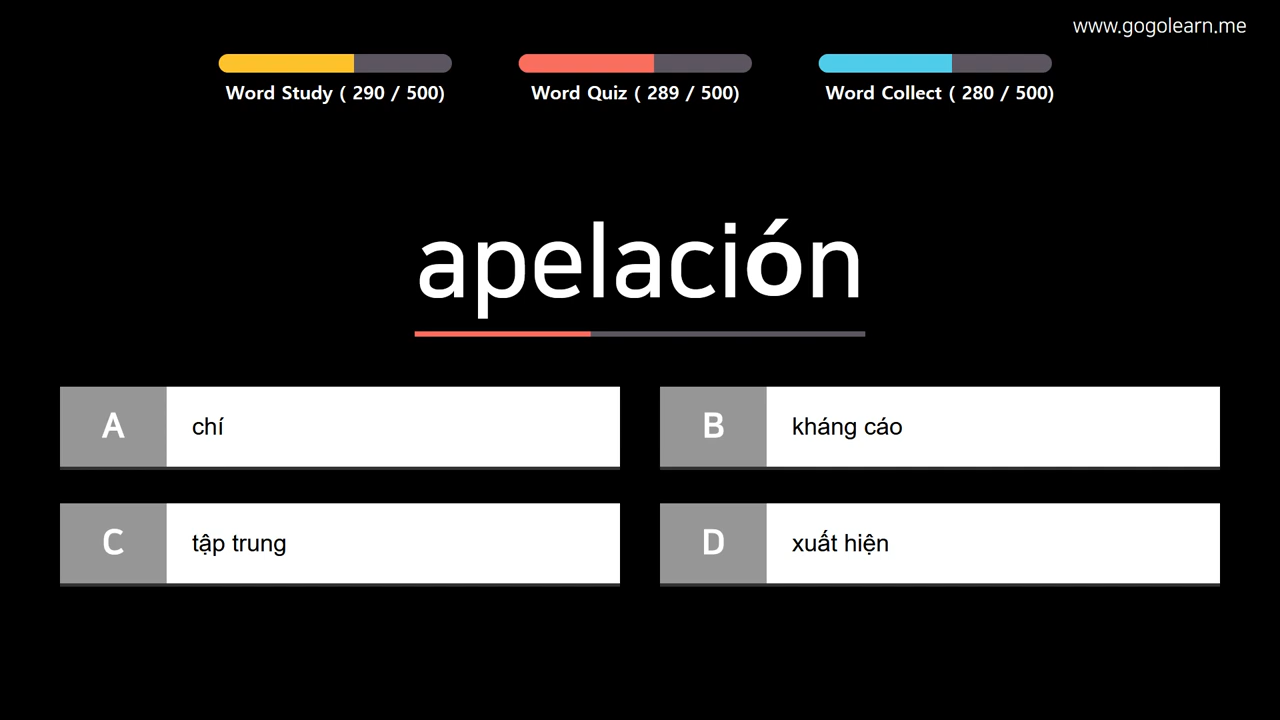 www.gogolearn.me
Word Study ( 290 / 500)
Word Quiz ( 289 / 500)
Word Collect ( 280 / 500)
apelación
A chí
B kháng cáo
C tập trung
D xuất hiện